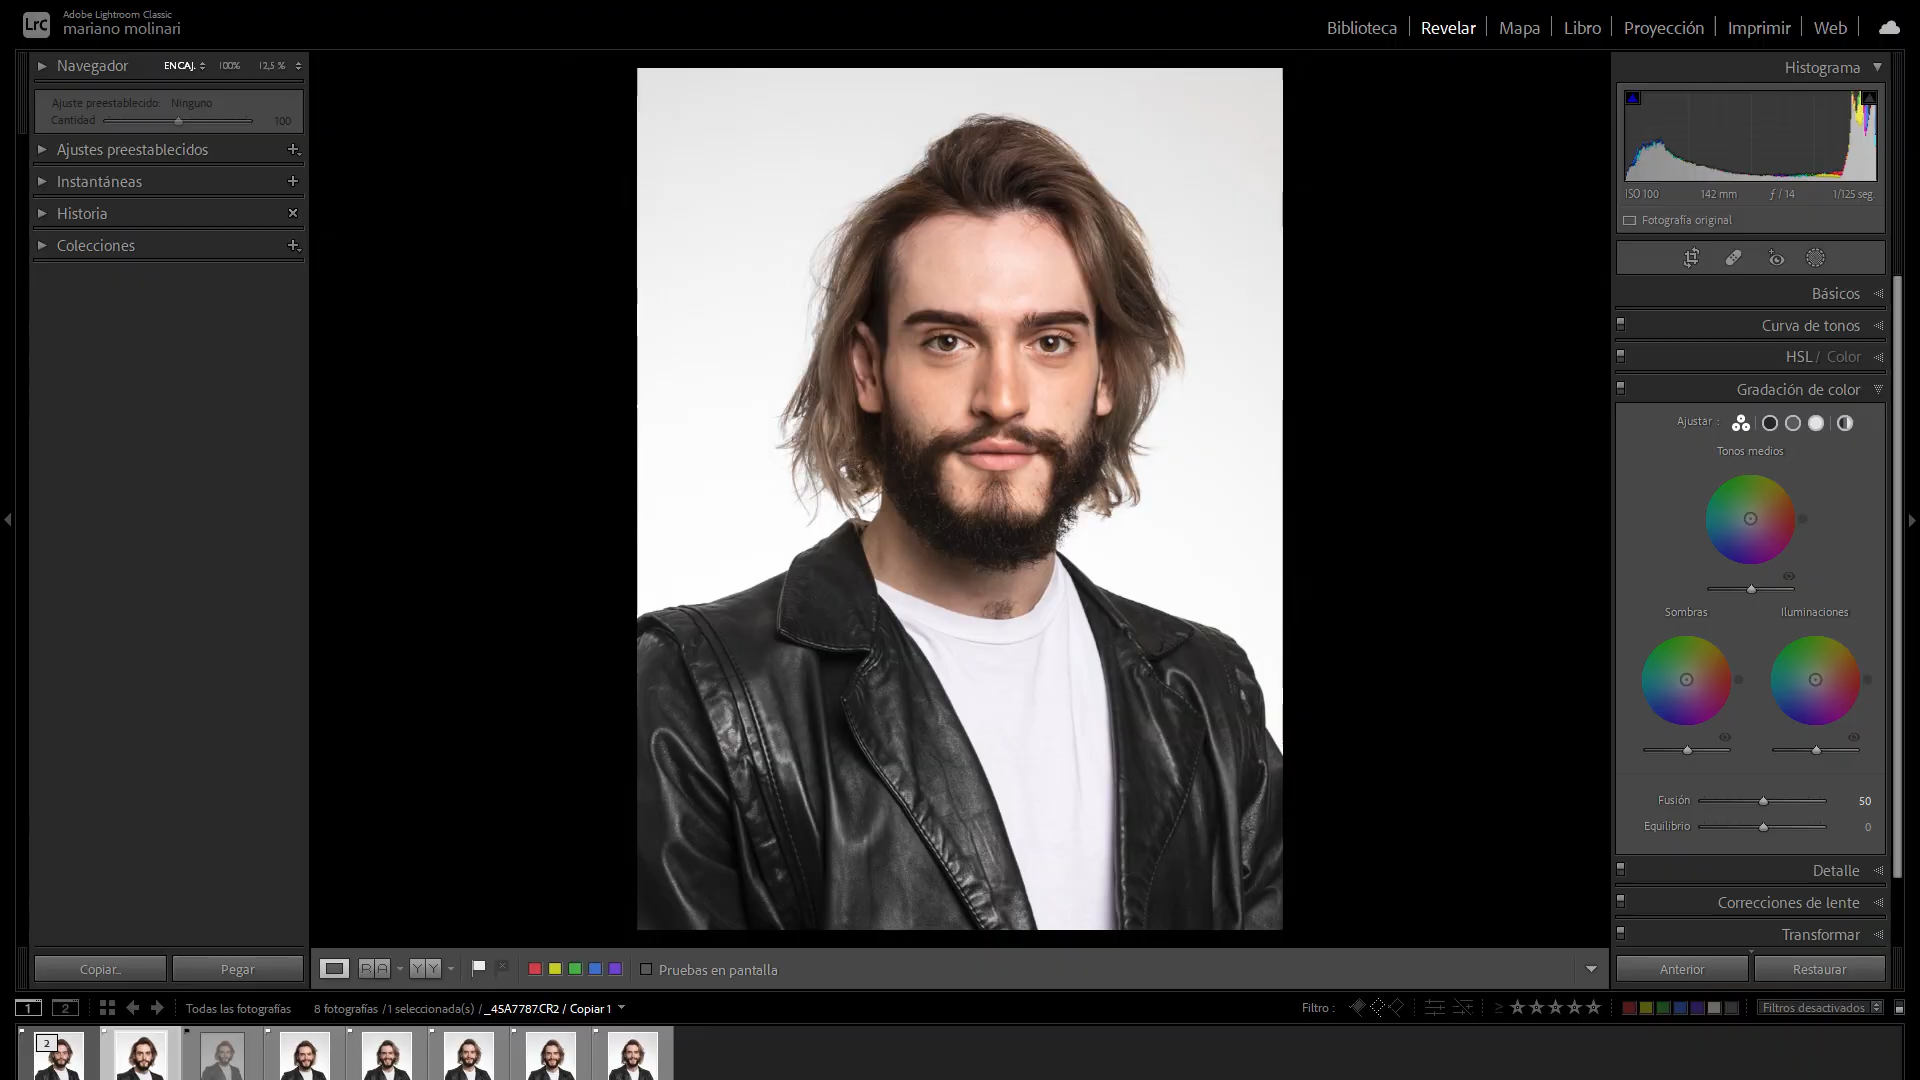 Lrc
Adobe Lightroom Classic
mariano molinari
Biblioteca
Revelar
Mapa
Libro
Proyección
Imprimir
Web
Navegador
ENCAJ.
100%
12,5 %
Ajuste preestablecido: Ninguno
Cantidad
100
Ajustes preestablecidos
Instantáneas
Historia
Colecciones
Copiar...
Pegar
Histograma
ISO 100
142 mm
ƒ / 14
1/125 seg.
Fotografía original
Básicos
Curva de tonos
HSL / Color
Gradación de color
Ajustar :
Tonos medios
Sombras
Iluminaciones
Fusión
50
Equilibrio
0
Detalle
Correcciones de lente
Transformar
Anterior
Restaurar
R A
Y Y
Pruebas en pantalla
1
2
Todas las fotografías
8 fotografías /1 seleccionada(s) /_45A7787.CR2 / Copiar 1
Filtro :
≥
Filtros desactivados
2